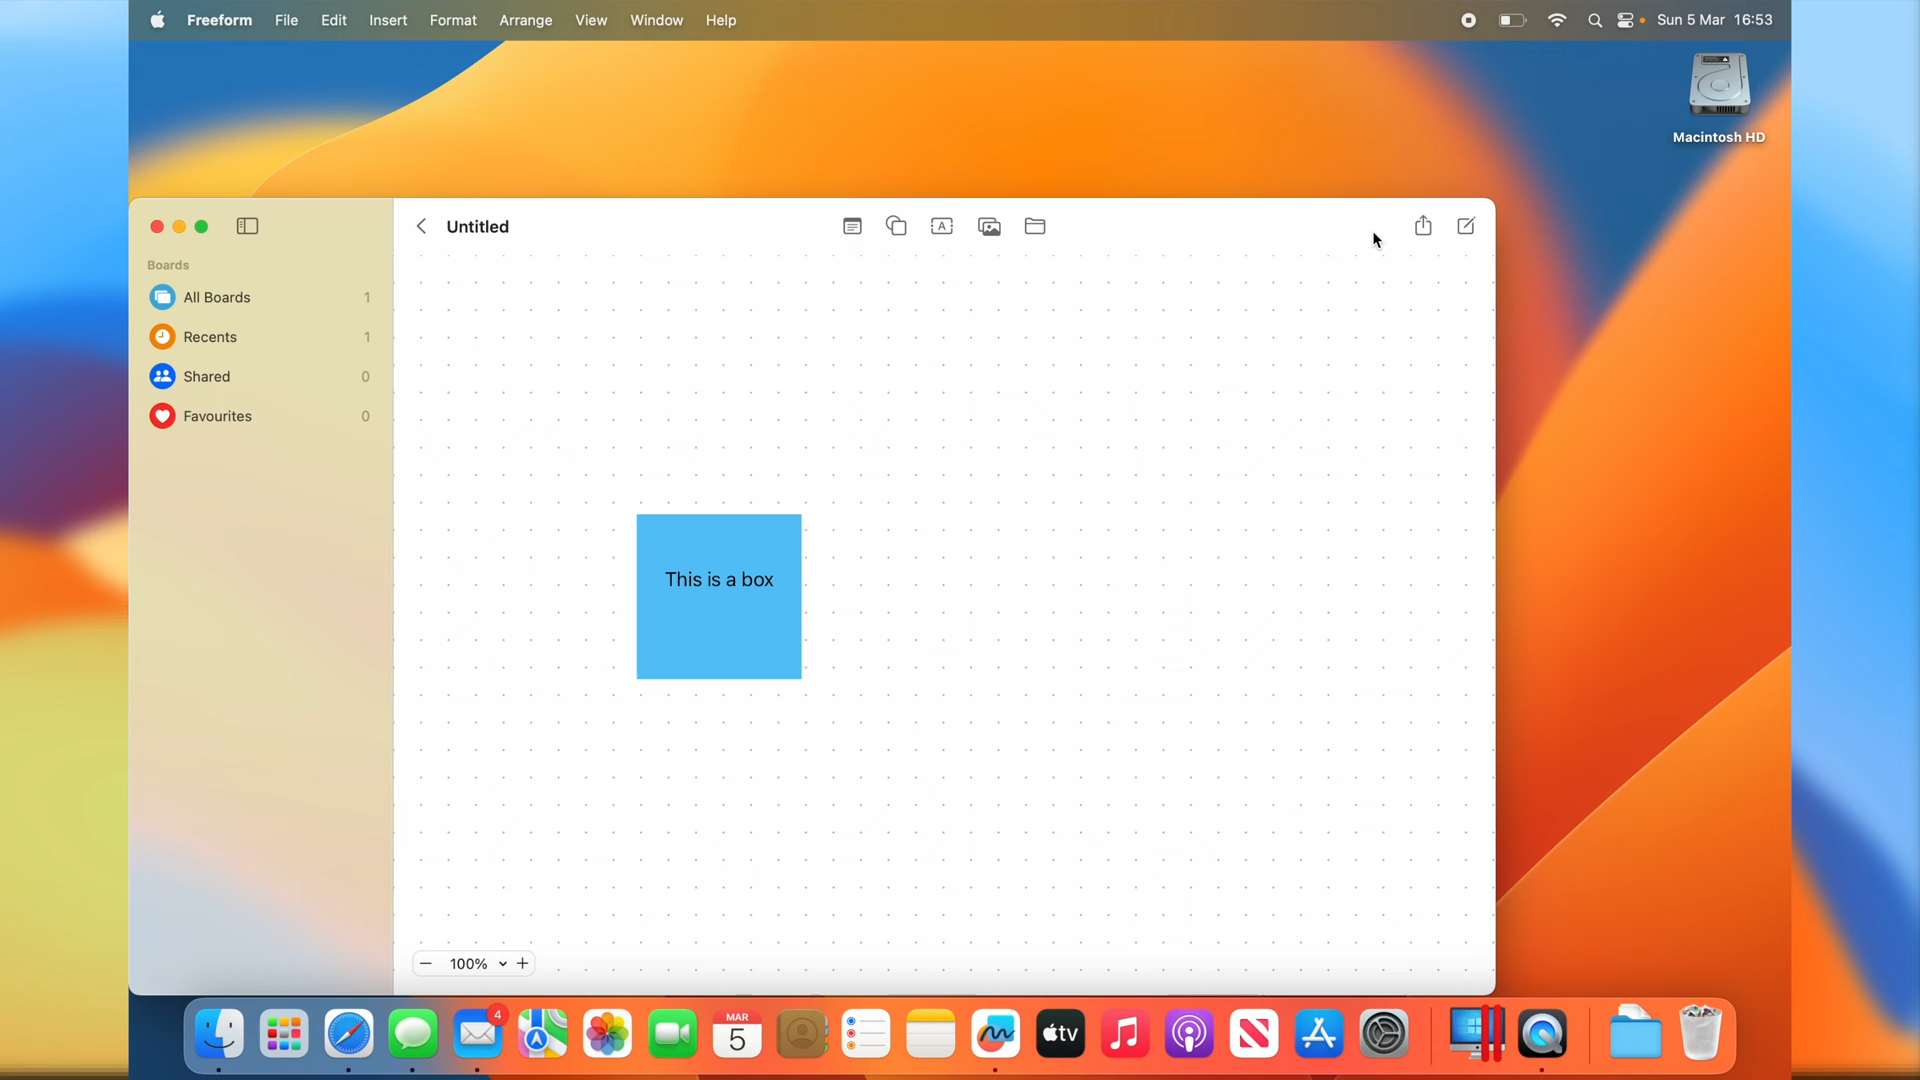 Freeform File Edit Insert Format Arrange View Window Help Sun 5 Mar 16:53
Macintosh HD
Untitled
A
Boards
All Boards 1
Recents 1
Shared 0
Favourites 0
This is a box
100%
4
MAR
5
tv